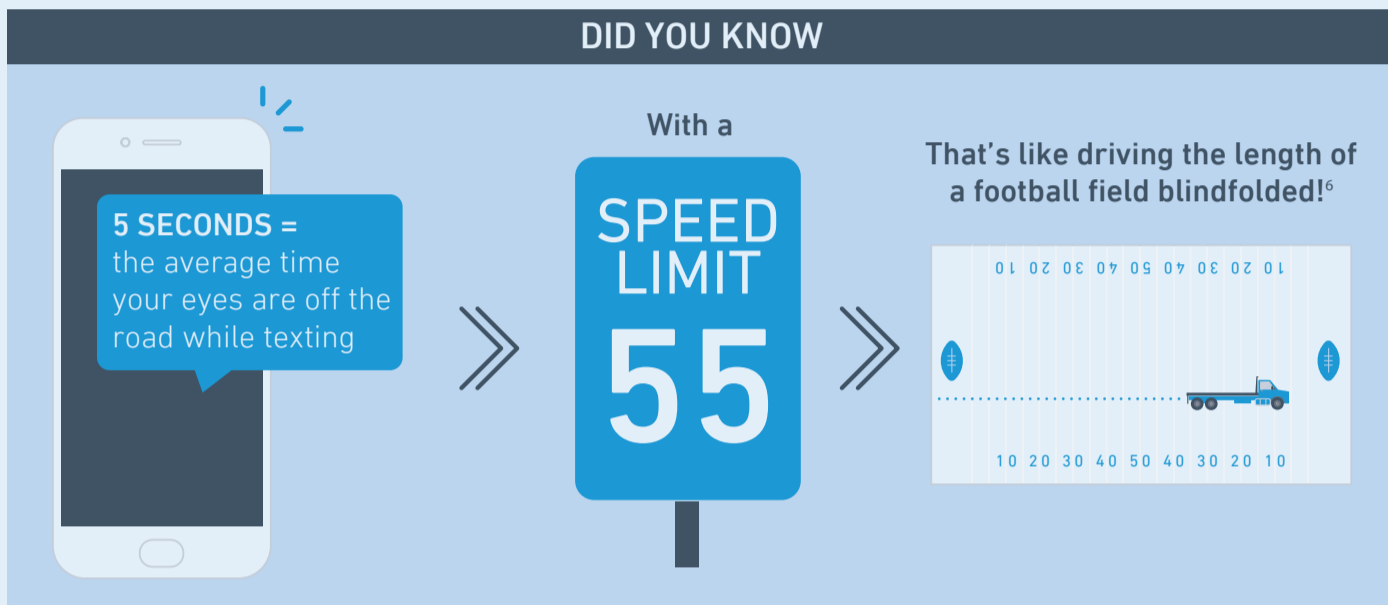 DID YOU KNOW
5 SECONDS =
the average time
your eyes are off the
road while texting
With a
SPEED
LIMIT
55
That's like driving the length of
a football field blindfolded!⁶
10 20 30 40 50 40 30 20 10
10 20 30 40 50 40 30 20 10